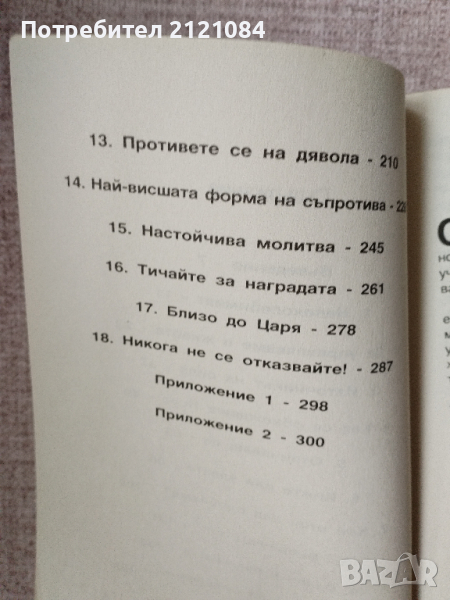 Потребител 2121084
13. Противете се на дявола - 210
14. Най-висшата форма на съпротива -
15. Настойчива молитва - 245
16. Тичайте за наградата - 261
17. Близо до Царя - 278
18. Никога не се отказвайте! - 287
Приложение 1 - 298
Приложение 2 - 300
BAZAR